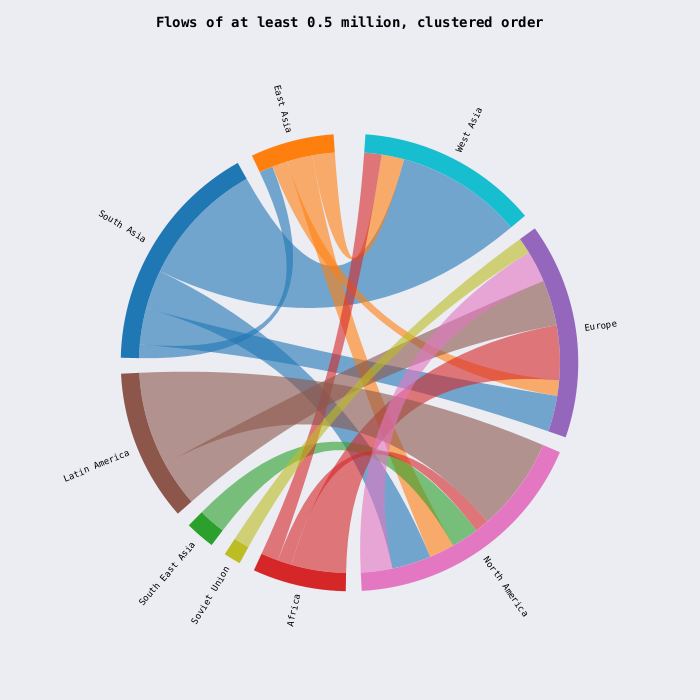 Flows of at least 0.5 million, clustered order
East Asia
West Asia
South Asia
Europe
Latin America
South East Asia
Soviet Union
Africa
North America